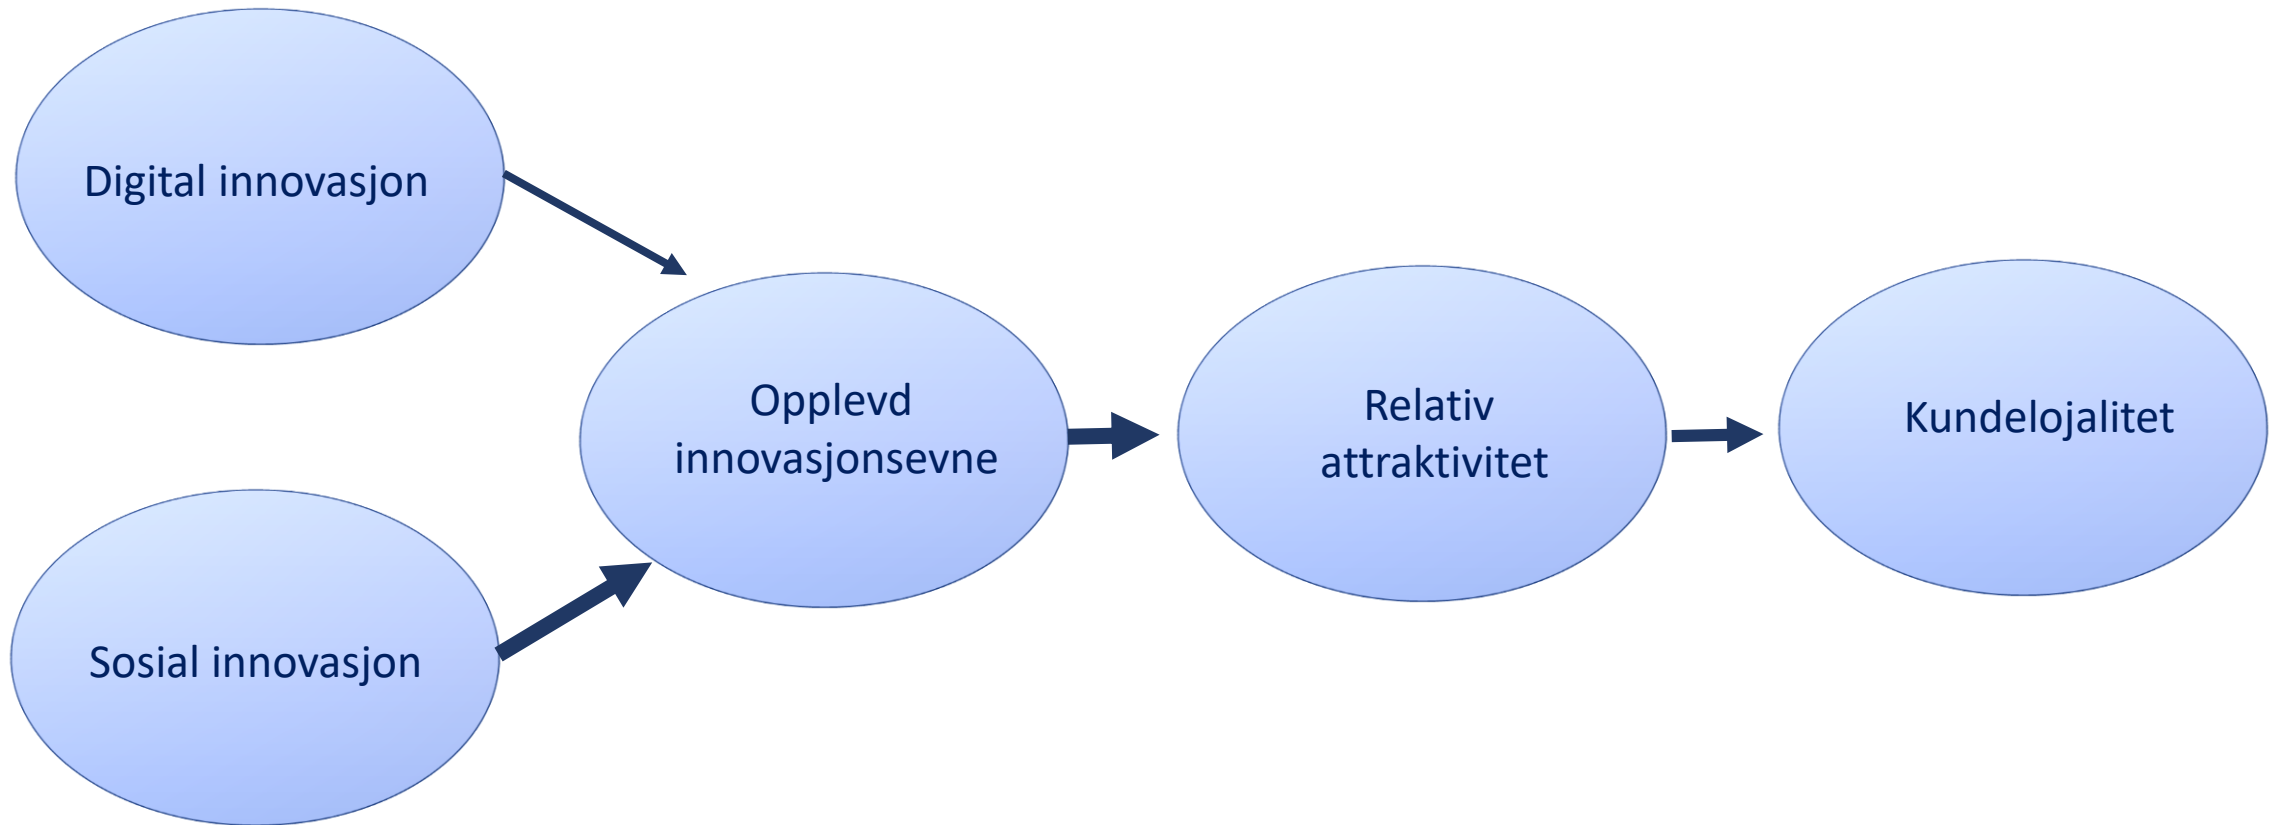 Digital innovasjon
Sosial innovasjon
Opplevd
innovasjonsevne
Relativ
attraktivitet
Kundelojalitet